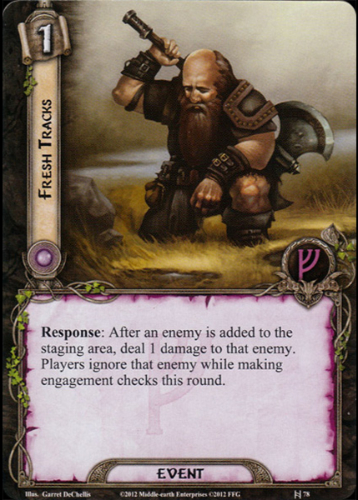 1
FRESH TRACKS
Response: After an enemy is added to the
staging area, deal 1 damage to that enemy.
Players ignore that enemy while making
engagement checks this round.
EVENT
Illus. Garret DeChellis ©2012 Middle-earth Enterprises ©2012 FFG 78